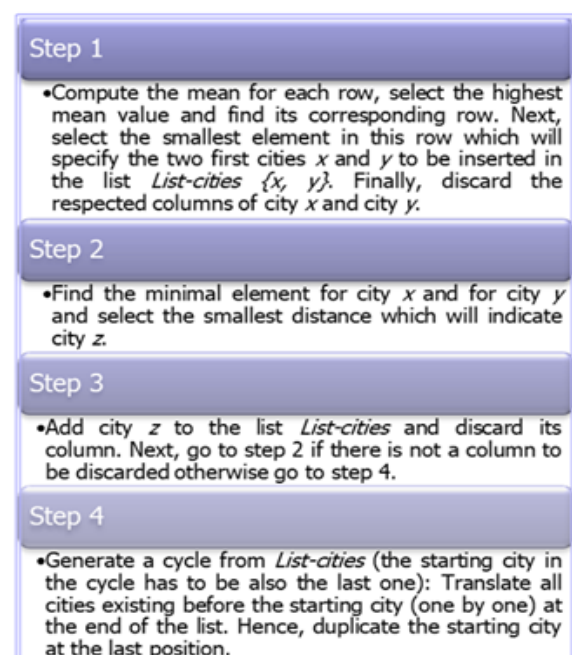 Step 1
•Compute the mean for each row, select the highest
mean value and find its corresponding row. Next,
select the smallest element in this row which will
specify the two first cities x and y to be inserted in
the list List-cities {x, y}. Finally, discard the
respected columns of city x and city y.
Step 2
•Find the minimal element for city x and for city y
and select the smallest distance which will indicate
city z.
Step 3
•Add city z to the list List-cities and discard its
column. Next, go to step 2 if there is not a column to
be discarded otherwise go to step 4.
Step 4
•Generate a cycle from List-cities (the starting city in
the cycle has to be also the last one): Translate all
cities existing before the starting city (one by one) at
the end of the list. Hence, duplicate the starting city
at the last position.